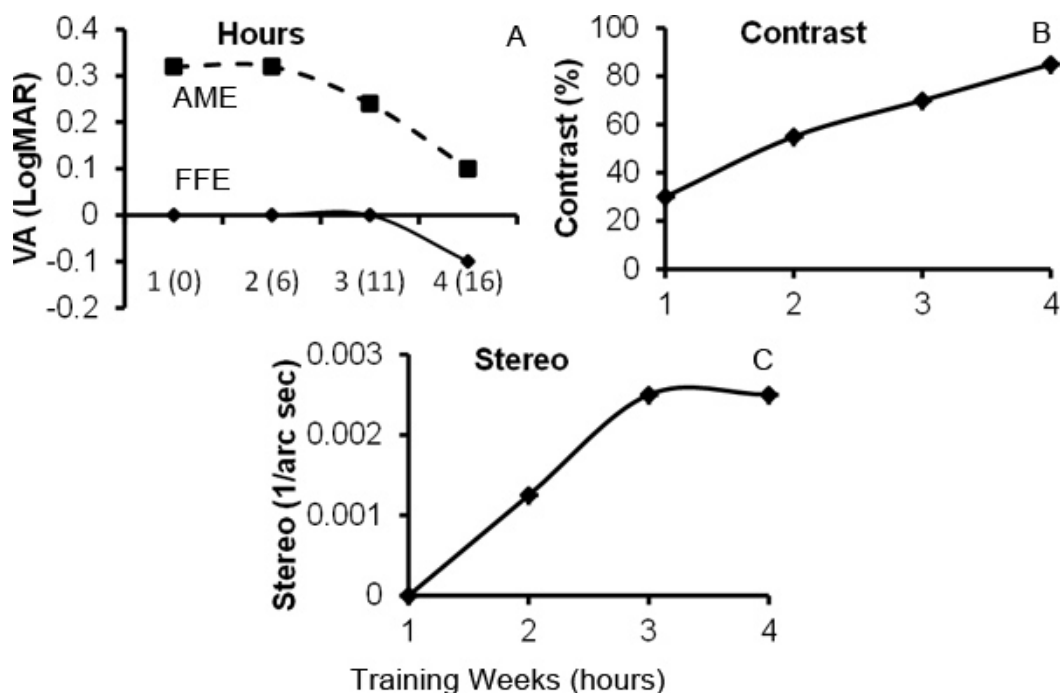 Hours
A
VA (LogMAR)
0.4
0.3
0.2
0.1
0
-0.1
-0.2
AME
FFE
1 (0) 2 (6) 3 (11) 4 (16)
Contrast
B
Contrast (%)
100
80
60
40
20
0
1 2 3 4
Stereo
C
Stereo (1/arc sec)
0.003
0.002
0.001
0
1 2 3 4
Training Weeks (hours)